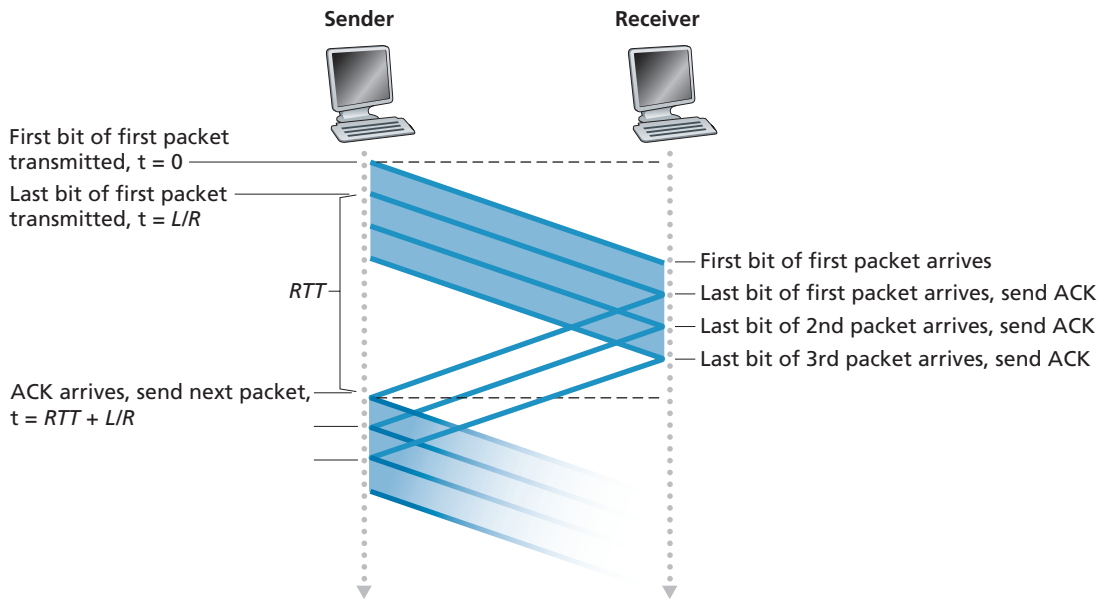 Sender
Receiver
First bit of first packet
transmitted, t = 0
Last bit of first packet
transmitted, t = L/R
RTT
First bit of first packet arrives
Last bit of first packet arrives, send ACK
Last bit of 2nd packet arrives, send ACK
Last bit of 3rd packet arrives, send ACK
ACK arrives, send next packet,
t = RTT + L/R